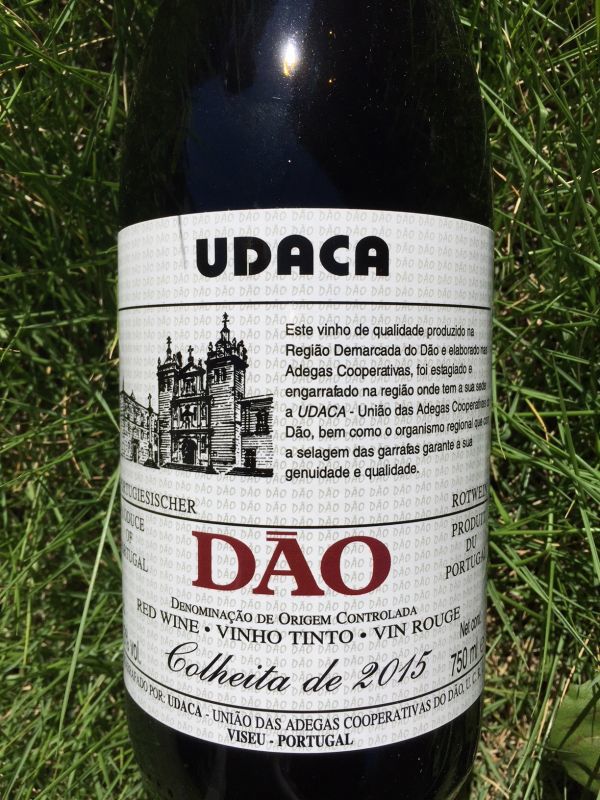 UDACA
Este vinho de qualidade produzido na
Região Demarcada do Dão e elaborado
Adegas Cooperativas, foi estagiado e
engarrafado na região onde tem a sua sede
a UDACA - União das Adegas Cooperativas
Dão, bem como o organismo regional que
a selagem das garrafas garante a sua
genuidade e qualidade.
ROTWEIN
OF
PRODUIT
DU
PORTUGAL
DÃO
DENOMINAÇÃO DE ORIGEM CONTROLADA
RED WINE • VINHO TINTO • VIN ROUGE
vol.
Colheita de 2015
Net cont.
750 ml
POR: UDACA - UNIÃO DAS ADEGAS COOPERATIVAS DO DÃO, U. C.
VISEU - PORTUGAL